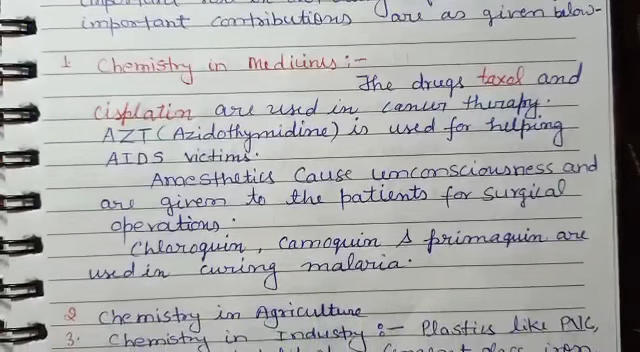 important contributions are as given below-
1 Chemistry in Medicines :-
The drugs taxol and
cisplatin are used in cancer therapy.
AZT (Azidothymidine) is used for helping
AIDS victims.
Anaesthetics cause unconsciousness and
are given to the patients for surgical
operations.
Chloroquin, camoquin & primaquin are
used in curing malaria.
2 Chemistry in Agriculture
3. Chemistry in Industry :- Plastics like PVC,